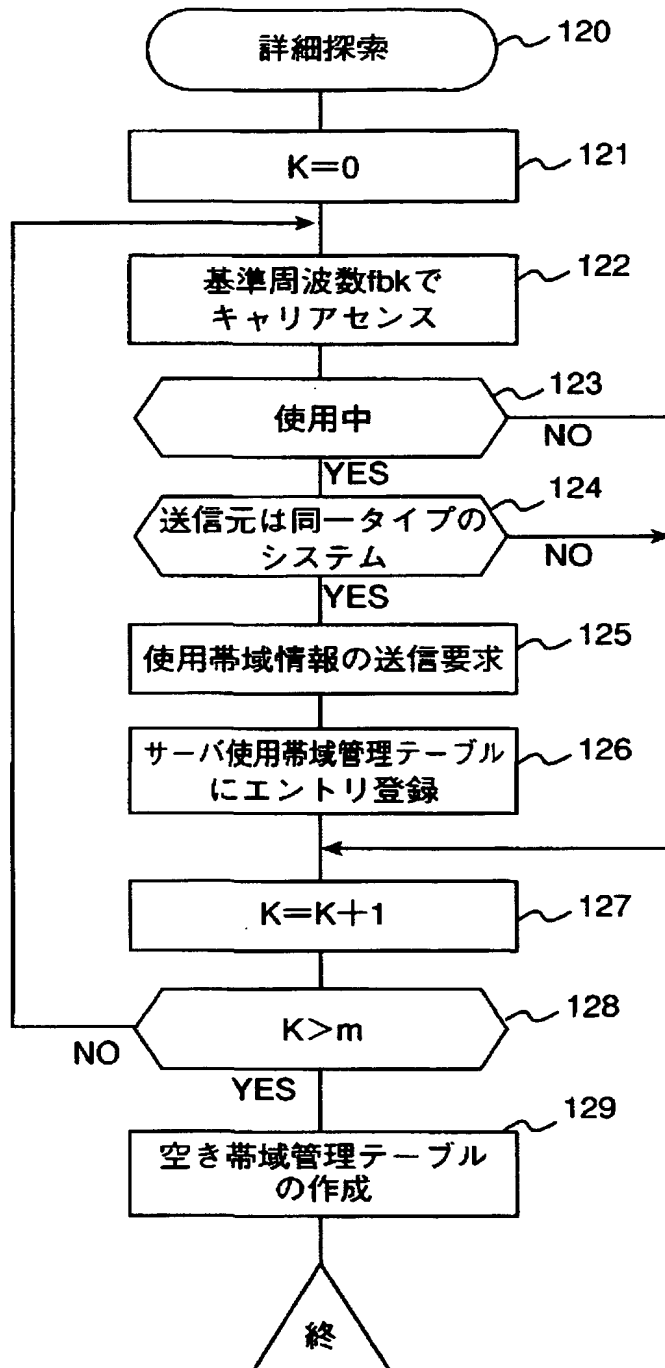 詳細探索
120
K=0
121
基準周波数fbkで
キャリアセンス
122
使用中
123
NO
YES
124
送信元は同一タイプの
システム
NO
YES
使用帯域情報の送信要求
125
サーバ使用帯域管理テーブル
にエントリ登録
126
K=K+1
127
K>m
128
NO
YES
129
空き帯域管理テーブル
の作成
終